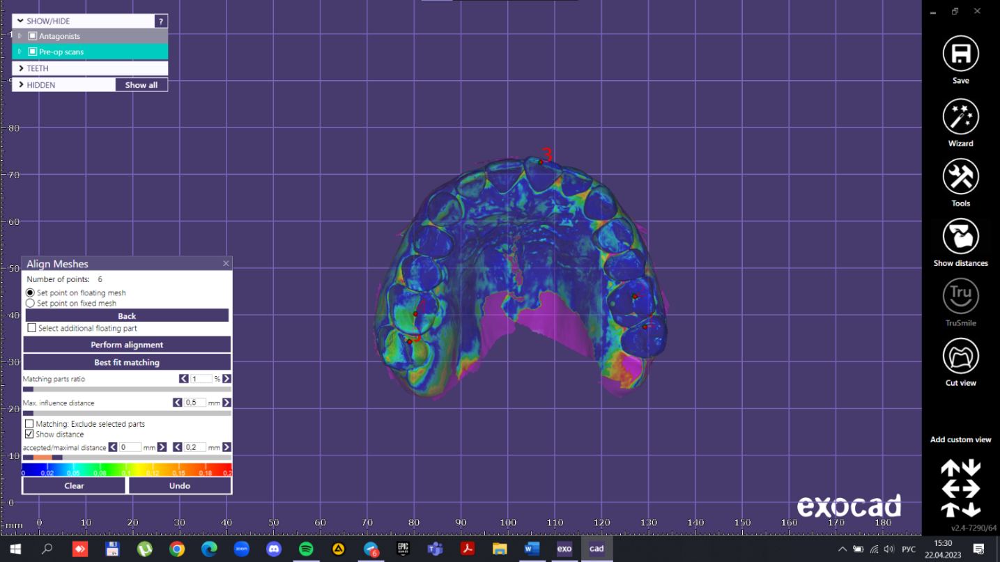 SHOW/HIDE ?
Antagonists
Pre-op scans
TEETH
HIDDEN Show all
Align Meshes
Number of points: 6
Set point on floating mesh
Set point on fixed mesh
Back
Select additional floating part
Perform alignment
Best fit matching
Matching parts ratio 1 %
Max. influence distance 0,5 mm
Matching: Exclude selected parts
Show distance
accepted/maximal distance 0 mm 0,2 mm
0 0,02 0,05 0,08 0,1 0,12 0,15 0,18 0,2
Clear Undo
80
70
60
50
40
30
20
10
0
mm 0 10 20 30 40 50 60 70 80 90 100 110 120 130 140 150 160 170 180
3
Save
Wizard
Tools
Show distances
Tru
TruSmile
Cut view
Add custom view
exocad
v2.4-7290/64
zoom
6
EPIC
GAMES
W
exo
cad
РУС
15:30
22.04.2023